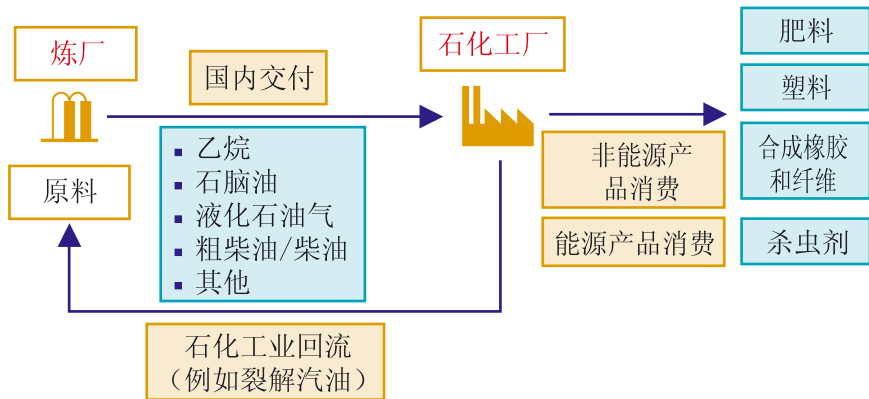 炼厂
原料
国内交付
▪ 乙烷
▪ 石脑油
▪ 液化石油气
▪ 粗柴油/柴油
▪ 其他
石化工业回流
（例如裂解汽油）
石化工厂
非能源产
品消费
能源产品消费
肥料
塑料
合成橡胶
和纤维
杀虫剂